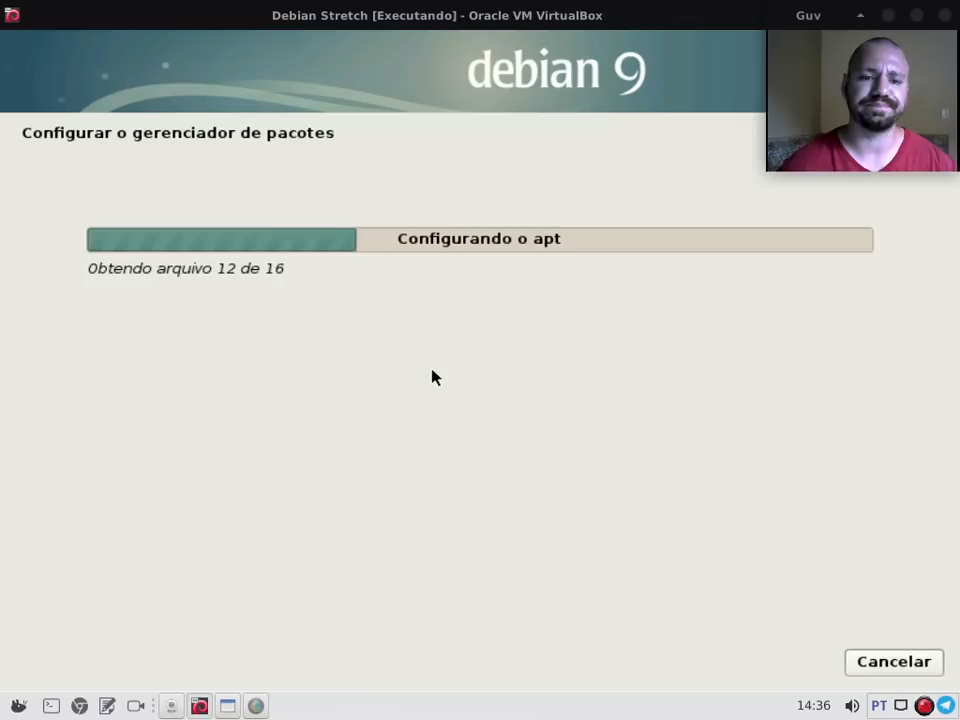 Debian Stretch [Executando] - Oracle VM VirtualBox
Guv
debian 9
Configurar o gerenciador de pacotes
Configurando o apt
Obtendo arquivo 12 de 16
Cancelar
14:36
PT